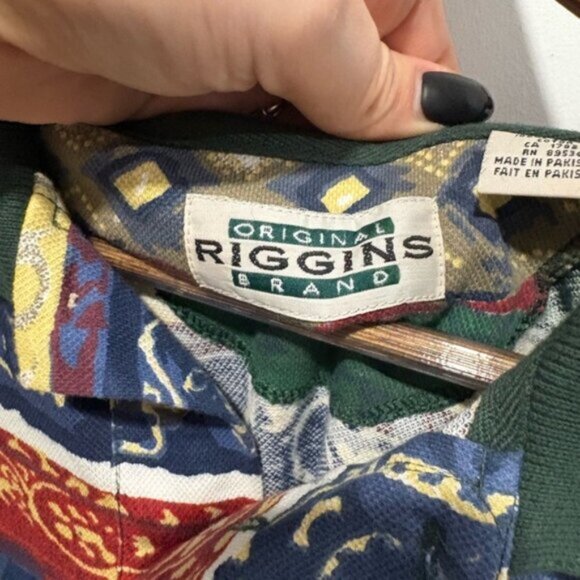 ORIGINAL
RIGGINS
BRAND
MADE IN PAKIS
FAIT EN PAKIS